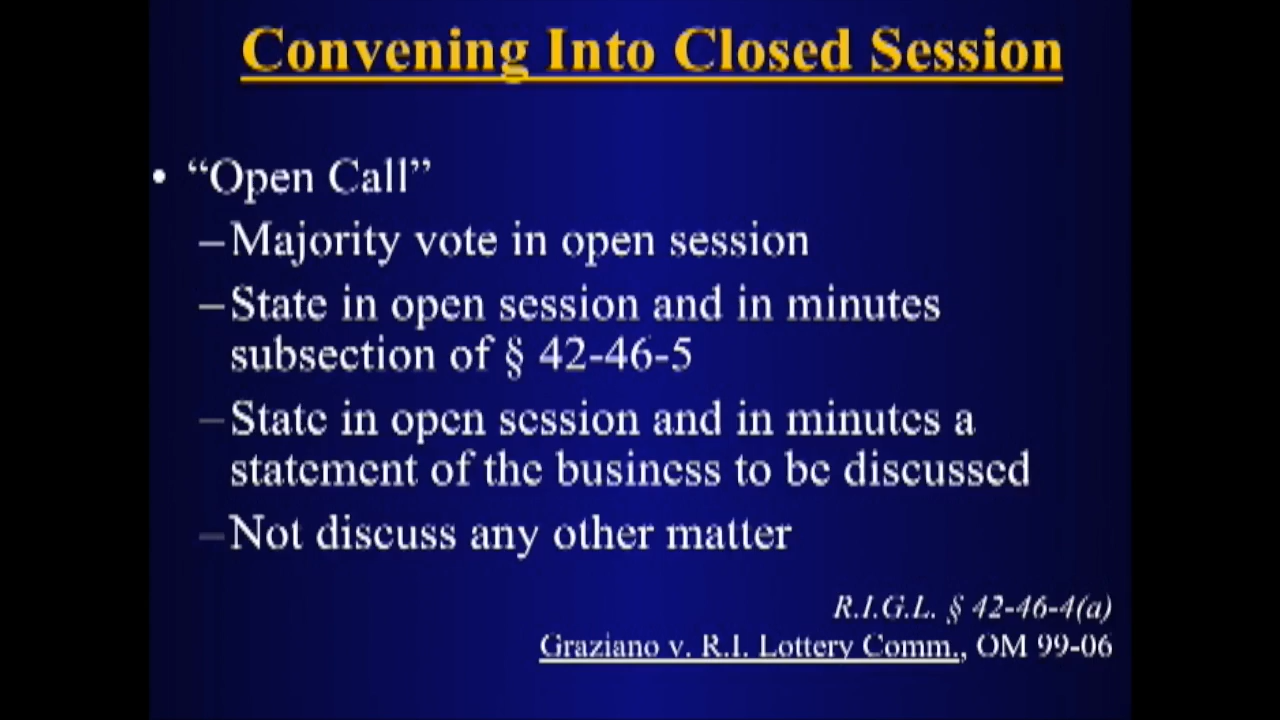 Convening Into Closed Session
• “Open Call”
–Majority vote in open session
–State in open session and in minutes
subsection of § 42-46-5
–State in open session and in minutes a
statement of the business to be discussed
–Not discuss any other matter
R.I.G.L. § 42-46-4(a)
Graziano v. R.I. Lottery Comm., OM 99-06